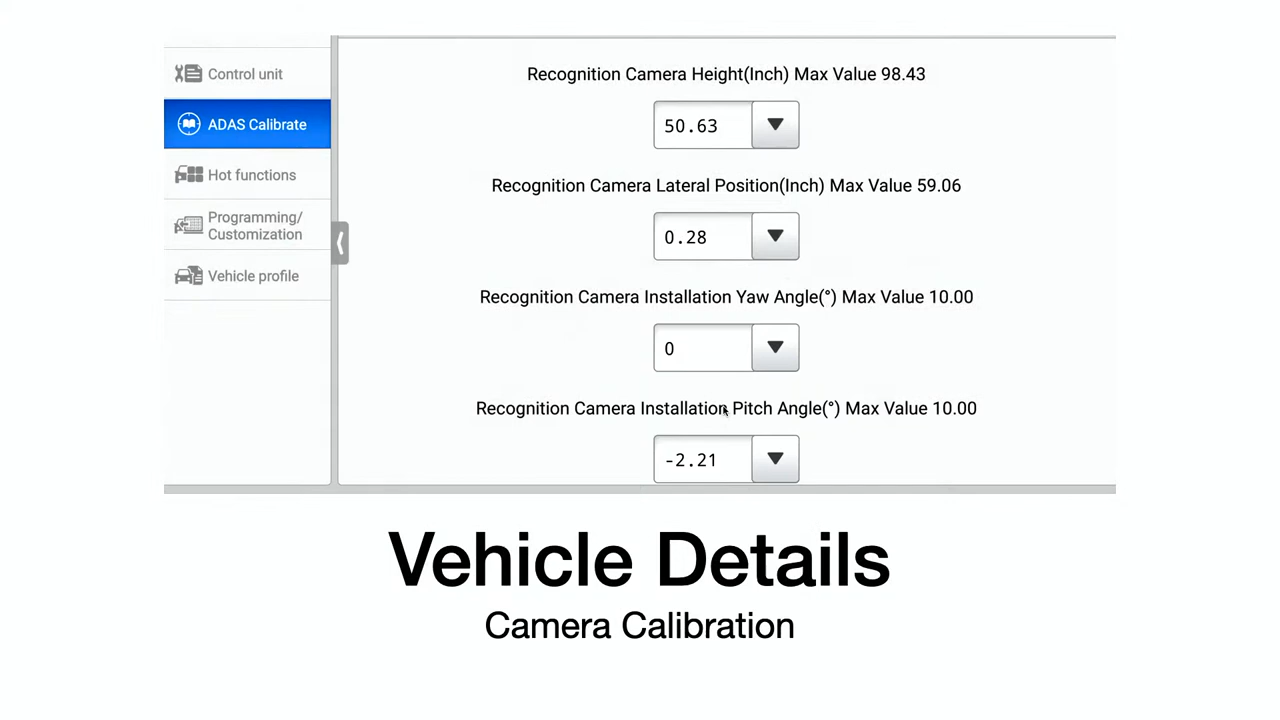 Control unit
ADAS Calibrate
Hot functions
Programming/
Customization
Vehicle profile
Recognition Camera Height(Inch) Max Value 98.43
50.63
Recognition Camera Lateral Position(Inch) Max Value 59.06
0.28
Recognition Camera Installation Yaw Angle(°) Max Value 10.00
0
Recognition Camera Installation Pitch Angle(°) Max Value 10.00
-2.21
Vehicle Details
Camera Calibration